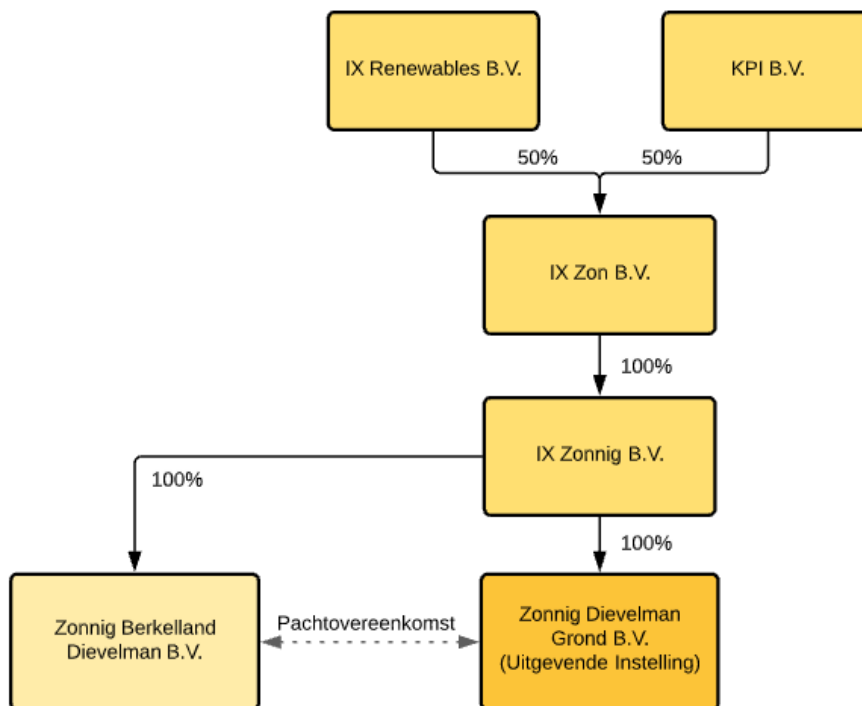 IX Renewables B.V.
KPI B.V.
50%
50%
IX Zon B.V.
100%
IX Zonnig B.V.
100%
100%
Zonnig Berkelland
Dievelman B.V.
Pachtovereenkomst
Zonnig Dievelman
Grond B.V.
(Uitgevende Instelling)